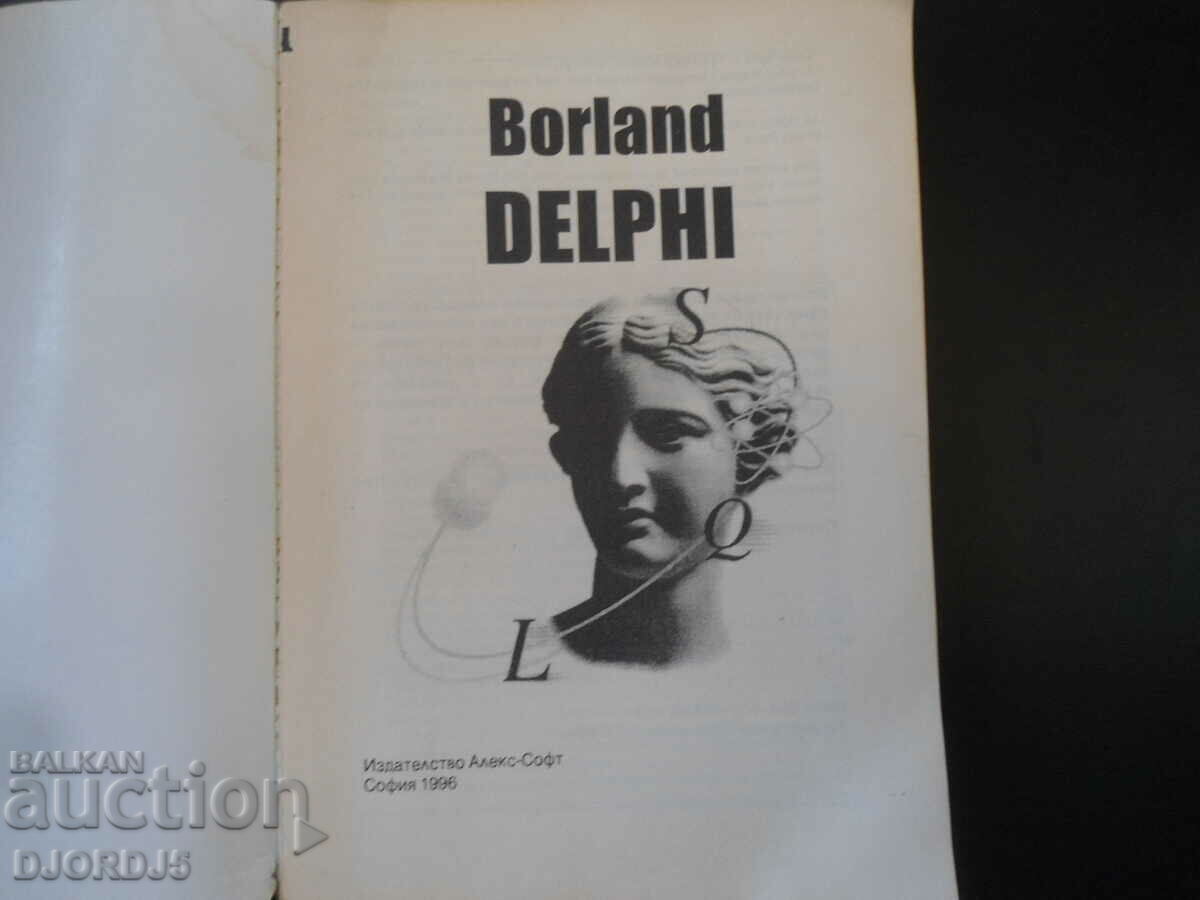 Borland
DELPHI
S
Q
L
Издателство Алекс-Софт
София 1996
BALKAN
auction
DJORDJ5